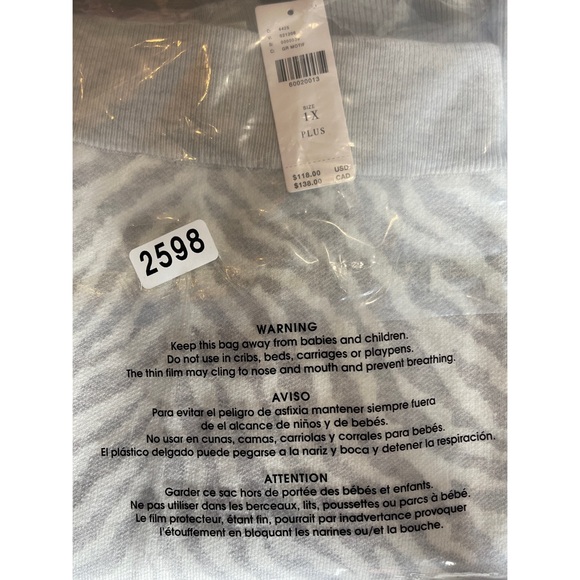 60020013
SIZE
1X
PLUS
$118.00 USD
$138.00 CAD
2598
WARNING
Keep this bag away from babies and children.
Do not use in cribs, beds, carriages or playpens.
The thin film may cling to nose and mouth and prevent breathing.
AVISO
Para evitar el peligro de asfixia mantener siempre fuera
de el alcance de niños y de bebés.
No usar en cunas, camas, carriolas y corrales para bebés.
El plástico delgado puede pegarse a la nariz y boca y detener la respiración.
ATTENTION
Garder ce sac hors de portée des bébés et enfants.
Ne pas utiliser dans les berceaux, lits, poussettes ou parcs à bébé.
Le film protecteur, étant fin, pourrait par inadvertance provoquer
l'étouffement en bloquant les narines ou/et la bouche.